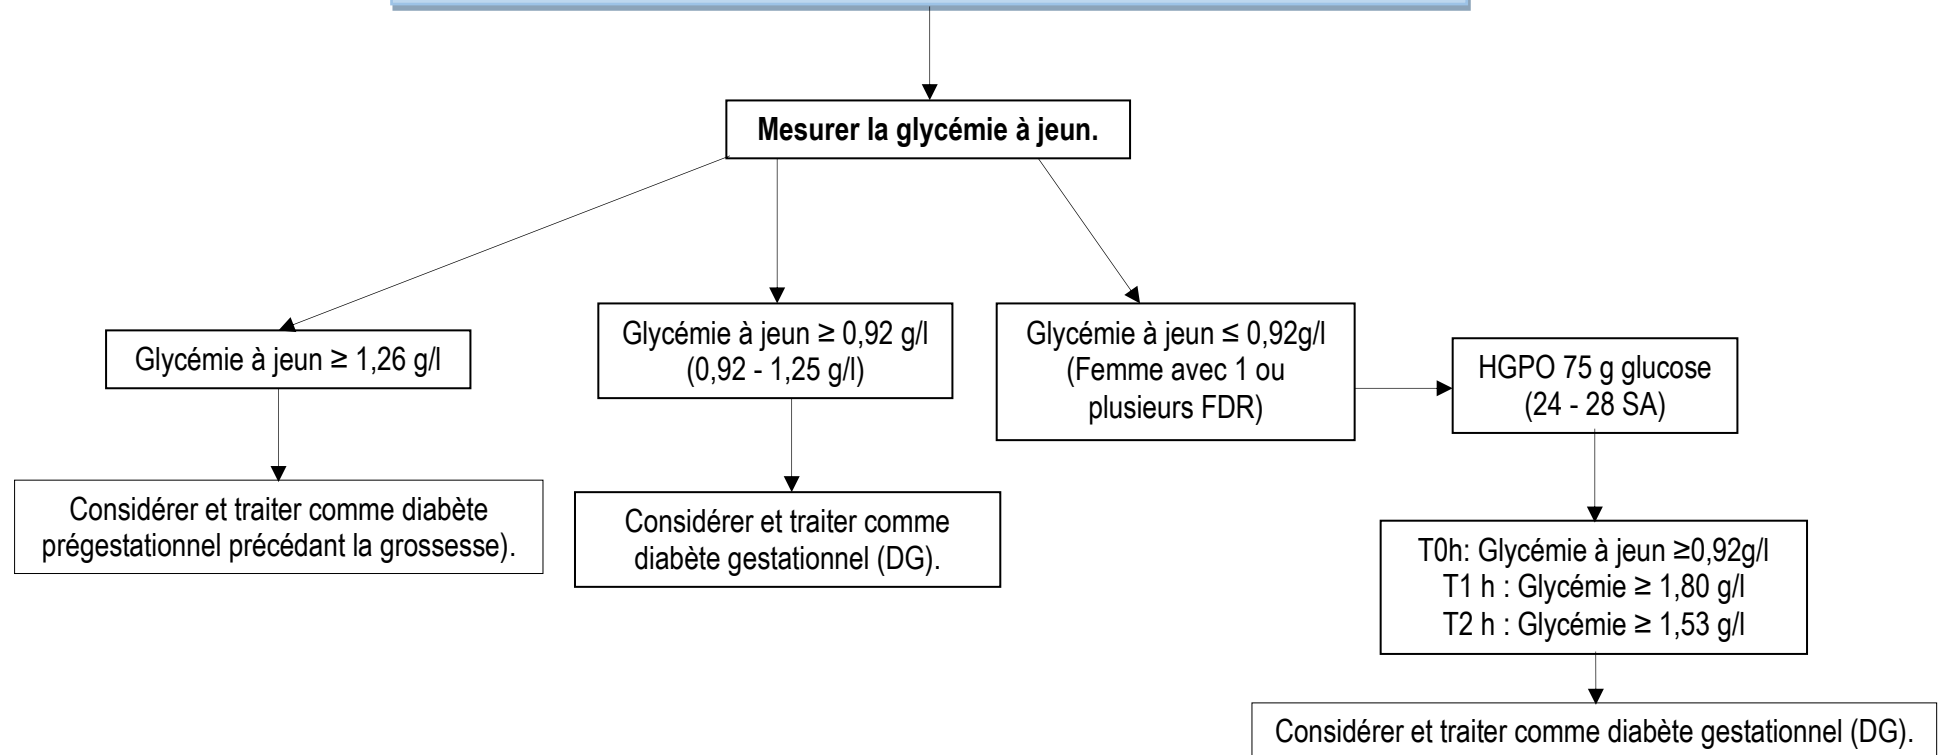 Mesurer la glycémie à jeun.
Glycémie à jeun ≥ 1,26 g/l
Considérer et traiter comme diabète
prégestationnel précédant la grossesse).
Glycémie à jeun ≥ 0,92 g/l
(0,92 - 1,25 g/l)
Considérer et traiter comme
diabète gestationnel (DG).
Glycémie à jeun ≤ 0,92g/l
(Femme avec 1 ou
plusieurs FDR)
HGPO 75 g glucose
(24 - 28 SA)
T0h: Glycémie à jeun ≥0,92g/l
T1 h : Glycémie ≥ 1,80 g/l
T2 h : Glycémie ≥ 1,53 g/l
Considérer et traiter comme diabète gestationnel (DG).